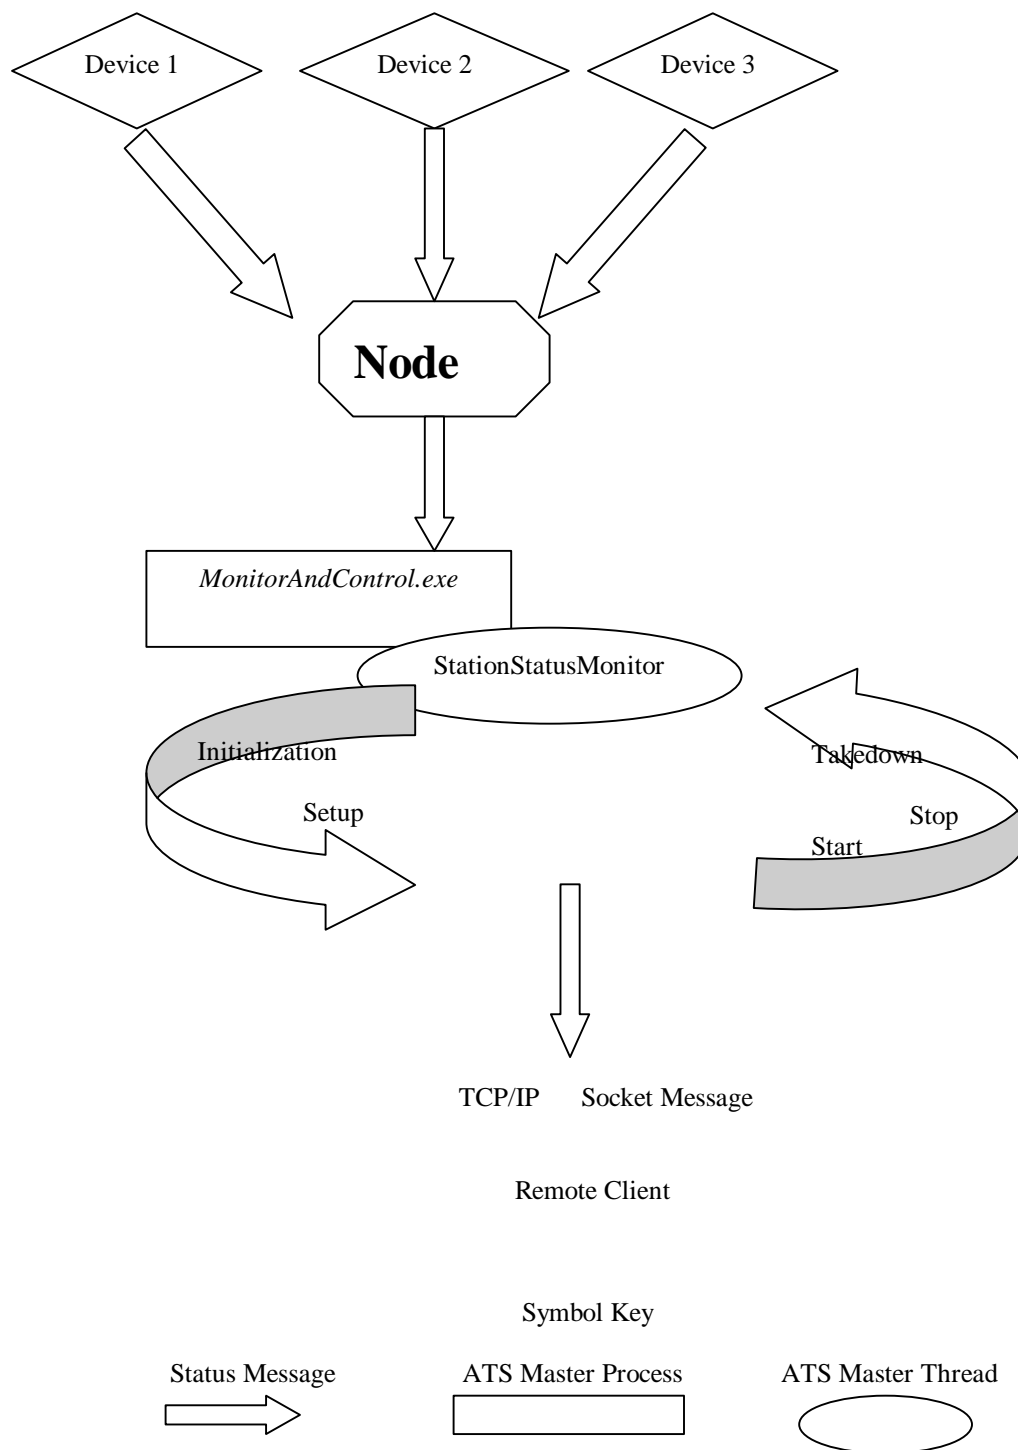 Device 1
Device 2
Device 3
Node
MonitorAndControl.exe
StationStatusMonitor
Initialization
Takedown
Setup
Stop
Start
TCP/IP Socket Message
Remote Client
Symbol Key
Status Message
ATS Master Process
ATS Master Thread